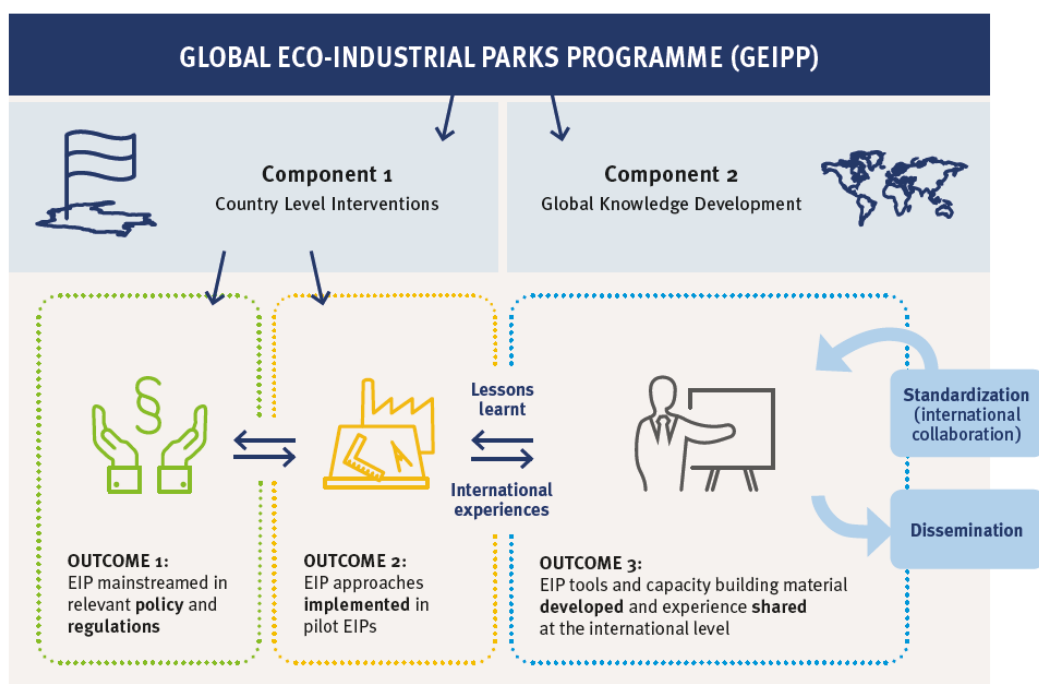 GLOBAL ECO-INDUSTRIAL PARKS PROGRAMME (GEIPP)
Component 1
Country Level Interventions
Component 2
Global Knowledge Development
Lessons
learnt
International
experiences
Standardization
(international
collaboration)
Dissemination
OUTCOME 1:
EIP mainstreamed in
relevant policy and
regulations
OUTCOME 2:
EIP approaches
implemented in
pilot EIPs
OUTCOME 3:
EIP tools and capacity building material
developed and experience shared
at the international level